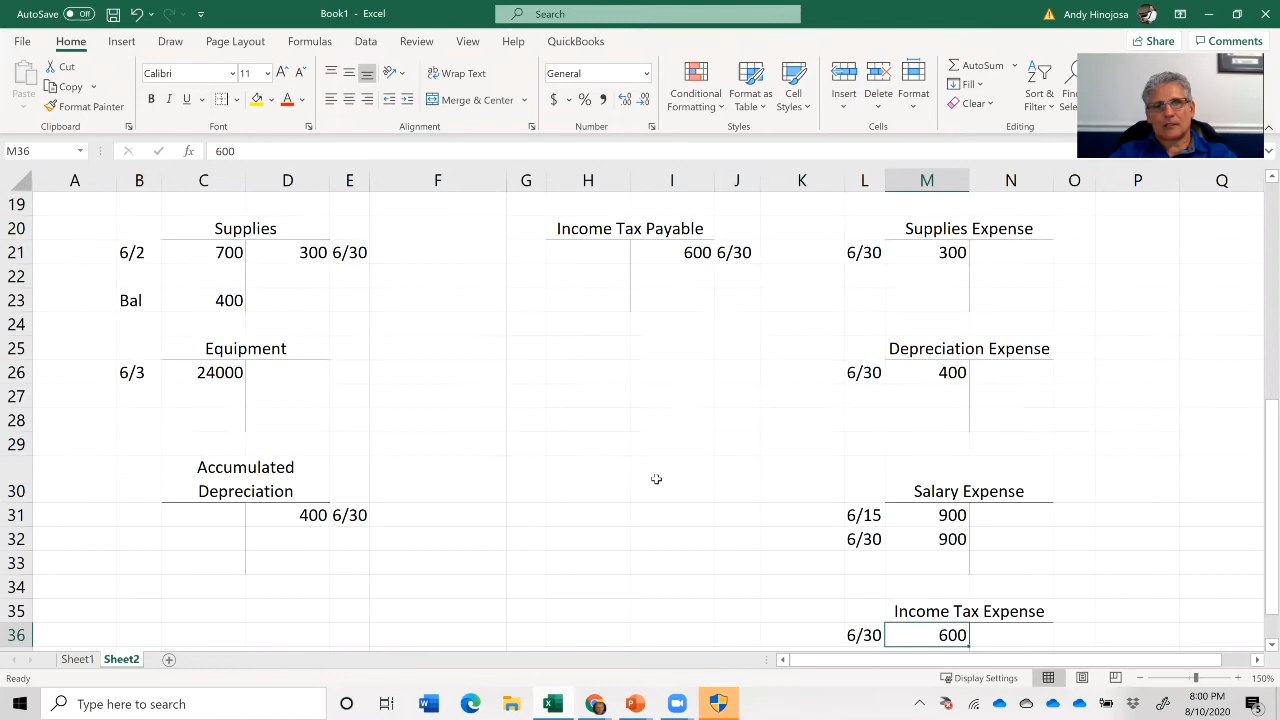 AutoSave Off Book1 - Excel Search Andy Hinojosa
File Home Insert Draw Page Layout Formulas Data Review View Help QuickBooks Share Comments
Paste Cut Copy Format Painter Clipboard
Calibri 11 B I U Font
Wrap Text Merge & Center Alignment
General $ % Number
Conditional Formatting Format as Table Cell Styles Styles
Insert Delete Format Cells
AutoSum Fill Clear Editing
M36 fx 600
A B C D E F G H I J K L M N O P Q
19
20 Supplies Income Tax Payable Supplies Expense
21 6/2 700 300 6/30 600 6/30 6/30 300
22
23 Bal 400
24
25 Equipment Depreciation Expense
26 6/3 24000 6/30 400
27
28
29
Accumulated
30 Depreciation Salary Expense
31 400 6/30 6/15 900
32 6/30 900
33
34
35 Income Tax Expense
36 6/30 600
Sheet1 Sheet2
Ready Display Settings 150%
Type here to search 8:00 PM
8/10/2020 5